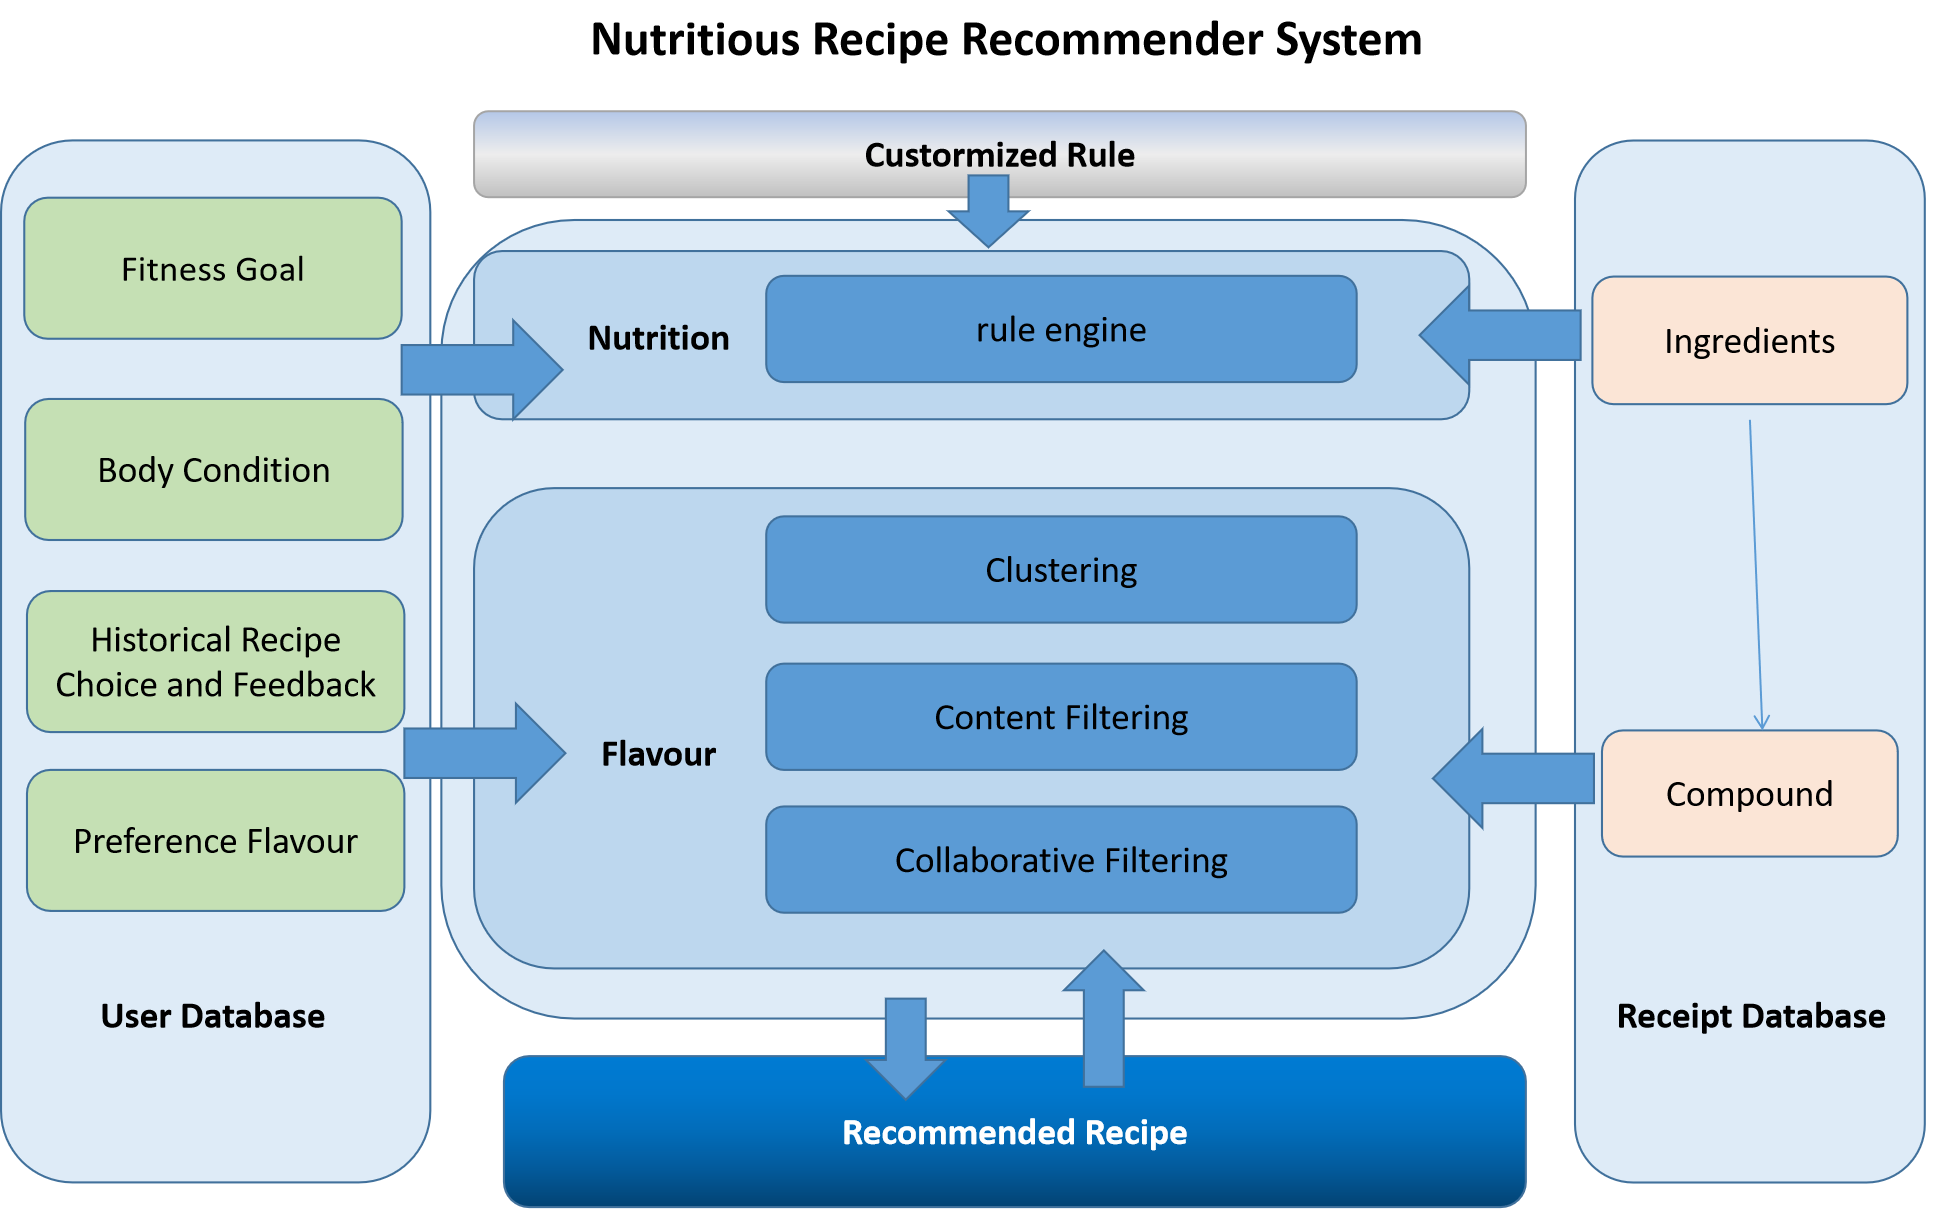 Nutritious Recipe Recommender System
Custormized Rule
Fitness Goal
Body Condition
Historical Recipe
Choice and Feedback
Preference Flavour
User Database
Nutrition
rule engine
Flavour
Clustering
Content Filtering
Collaborative Filtering
Ingredients
Compound
Receipt Database
Recommended Recipe